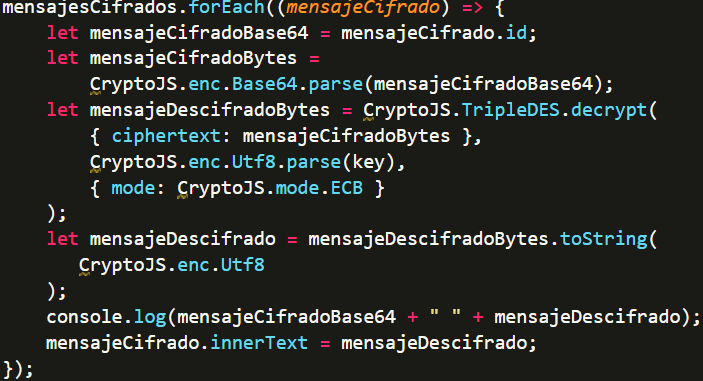 mensajesCifrados.forEach((mensajeCifrado) => {
    let mensajeCifradoBase64 = mensajeCifrado.id;
    let mensajeCifradoBytes =
        CryptoJS.enc.Base64.parse(mensajeCifradoBase64);
    let mensajeDescifradoBytes = CryptoJS.TripleDES.decrypt(
        { ciphertext: mensajeCifradoBytes },
        CryptoJS.enc.Utf8.parse(key),
        { mode: CryptoJS.mode.ECB }
    );
    let mensajeDescifrado = mensajeDescifradoBytes.toString(
       CryptoJS.enc.Utf8
    );
    console.log(mensajeCifradoBase64 + " " + mensajeDescifrado);
    mensajeCifrado.innerText = mensajeDescifrado;
});